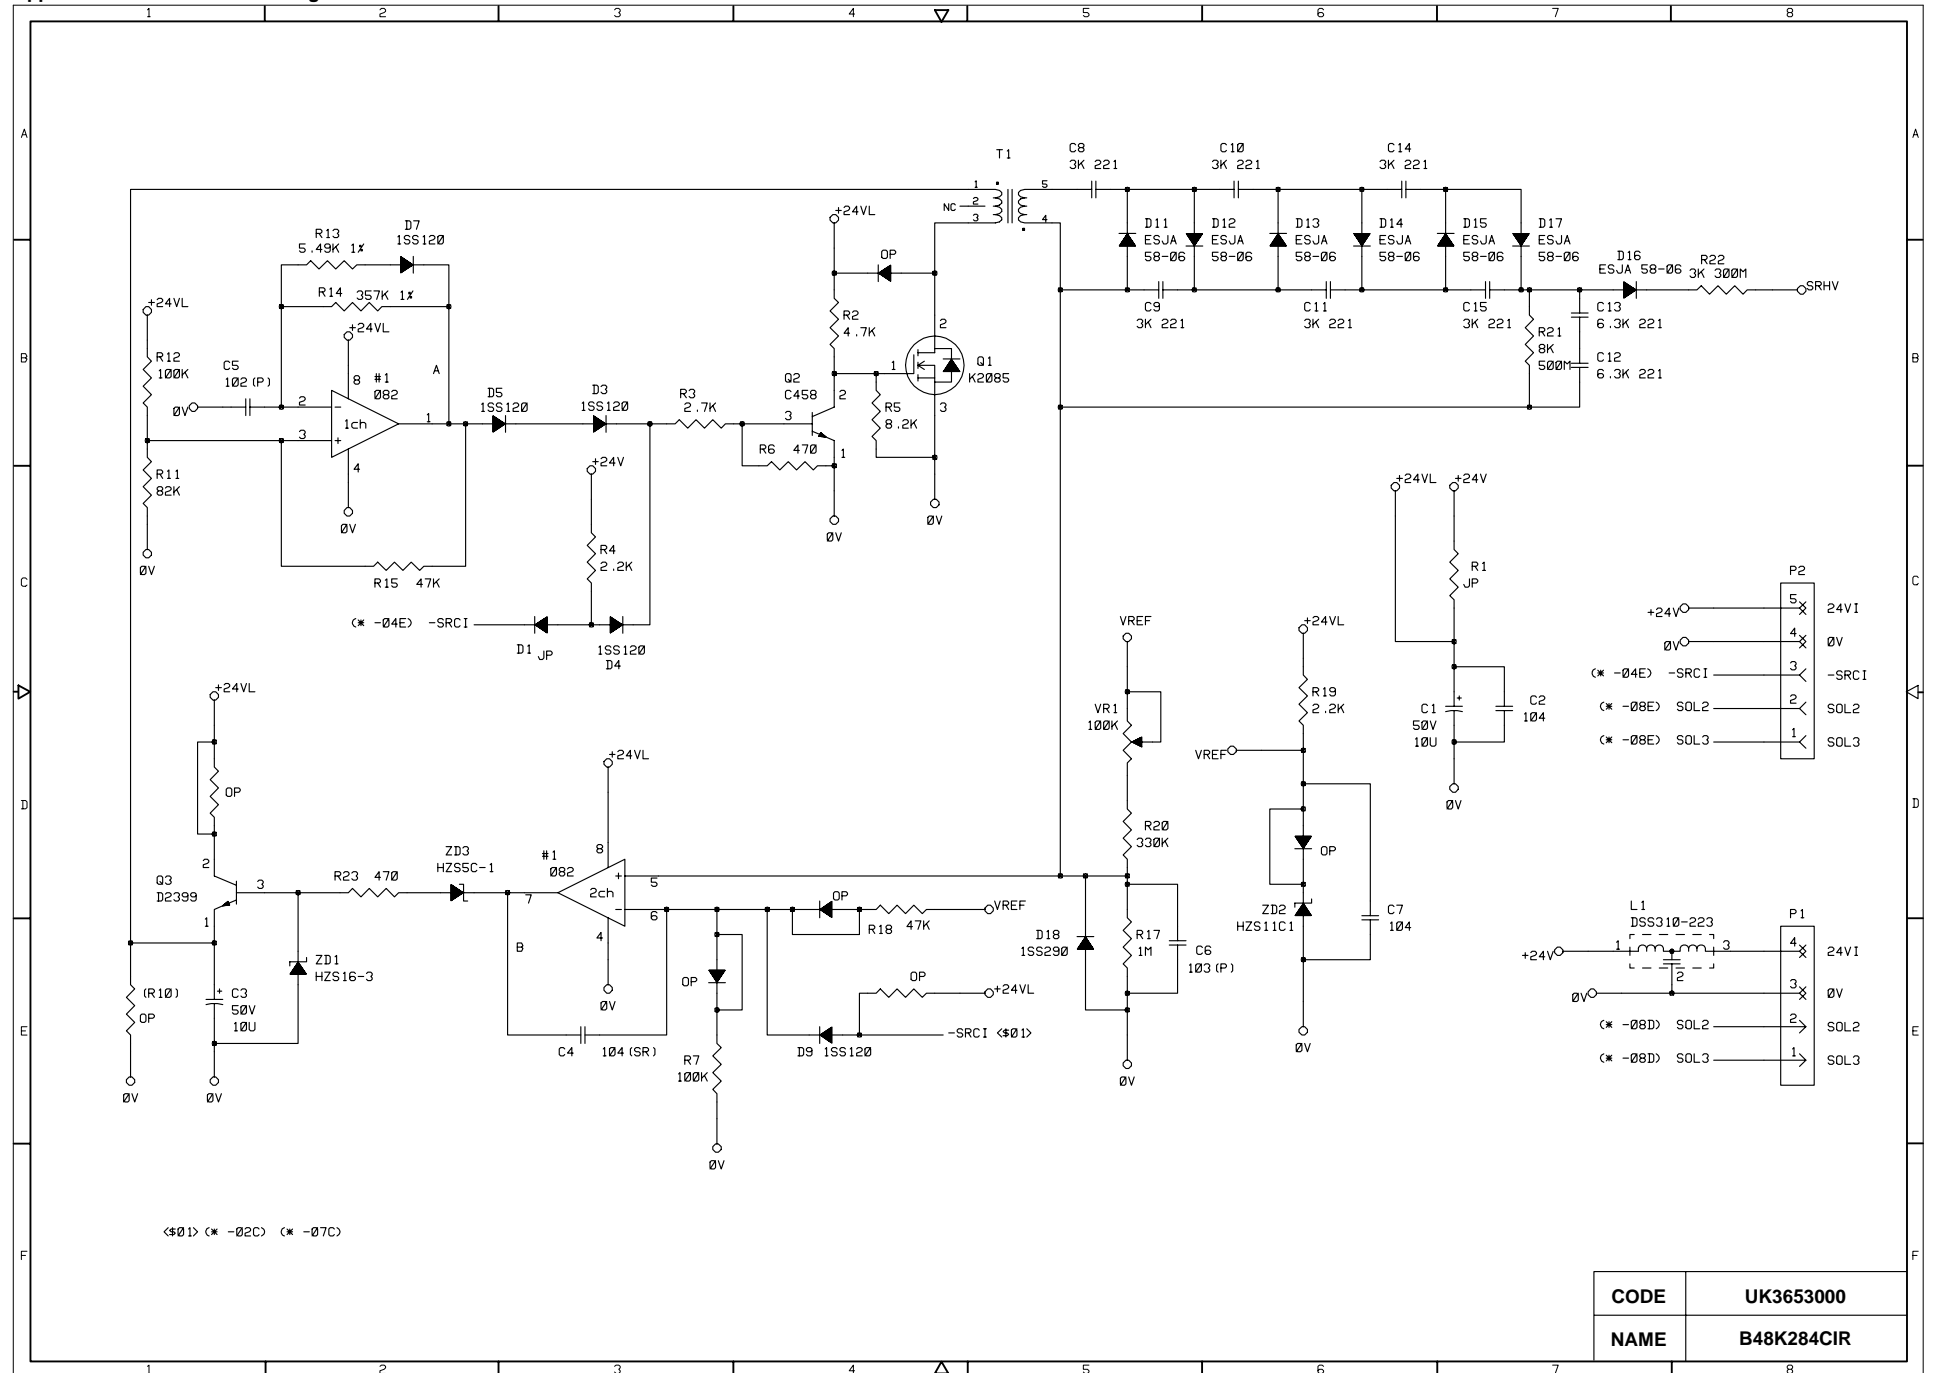 1 2 3 4 5 6 7 8
A A
B B
C C
D D
E E
F F
T1
1
NC 2
3
5
4
C8
3K 221
C10
3K 221
C14
3K 221
D11
ESJA
58-06
D12
ESJA
58-06
D13
ESJA
58-06
D14
ESJA
58-06
D15
ESJA
58-06
D17
ESJA
58-06
D16
ESJA 58-06
R22
3K 300M
SRHV
C9
3K 221
C11
3K 221
C15
3K 221
C13
6.3K 221
R21
8K
500M
C12
6.3K 221
R13
5.49K 1%
D7
1SS120
R14 357K 1%
+24VL
+24VL
R12
100K
C5
102(P)
0V
8
#1
082
A
2
3
1ch
1
4
0V
R11
82K
0V
R15 47K
D5
1SS120
D3
1SS120
R3
2.7K
+24V
R4
2.2K
(* -04E) -SRCI
D1 JP
1SS120
D4
+24VL
OP
R2
4.7K
Q2
C458
3
2
1
R6 470
0V
1
R5
8.2K
2
Q1
K2085
3
0V
+24VL +24V
R1
JP
C1
50V
10U
+
C2
104
0V
P2
+24V 5 24VI
0V 4 0V
(* -04E) -SRCI 3 -SRCI
(* -08E) SOL2 2 SOL2
(* -08E) SOL3 1 SOL3
VREF
VR1
100K
R20
330K
+24VL
R19
2.2K
VREF
OP
ZD2
HZS11C1
C7
104
0V
+24VL
OP
2
Q3
D2399
3
1
R23 470
ZD3
HZS5C-1
ZD1
HZS16-3
(R10)
OP
+
C3
50V
10U
0V 0V
+24VL
#1
082
8
2ch
7
5
6
4
B
0V
C4 104(SR)
OP
R7
100K
0V
OP
R18 47K
VREF
OP
+24VL
D9 1SS120
-SRCI <$01>
D18
1SS290
R17
1M
C6
103(P)
0V
L1
DSS310-223
P1
+24V 1 3 4 24VI
2
0V 3 0V
(* -08D) SOL2 2 SOL2
(* -08D) SOL3 1 SOL3
<$01>(* -02C) (* -07C)
CODE UK3653000
NAME B48K284CIR
1 2 3 4 5 6 7 8